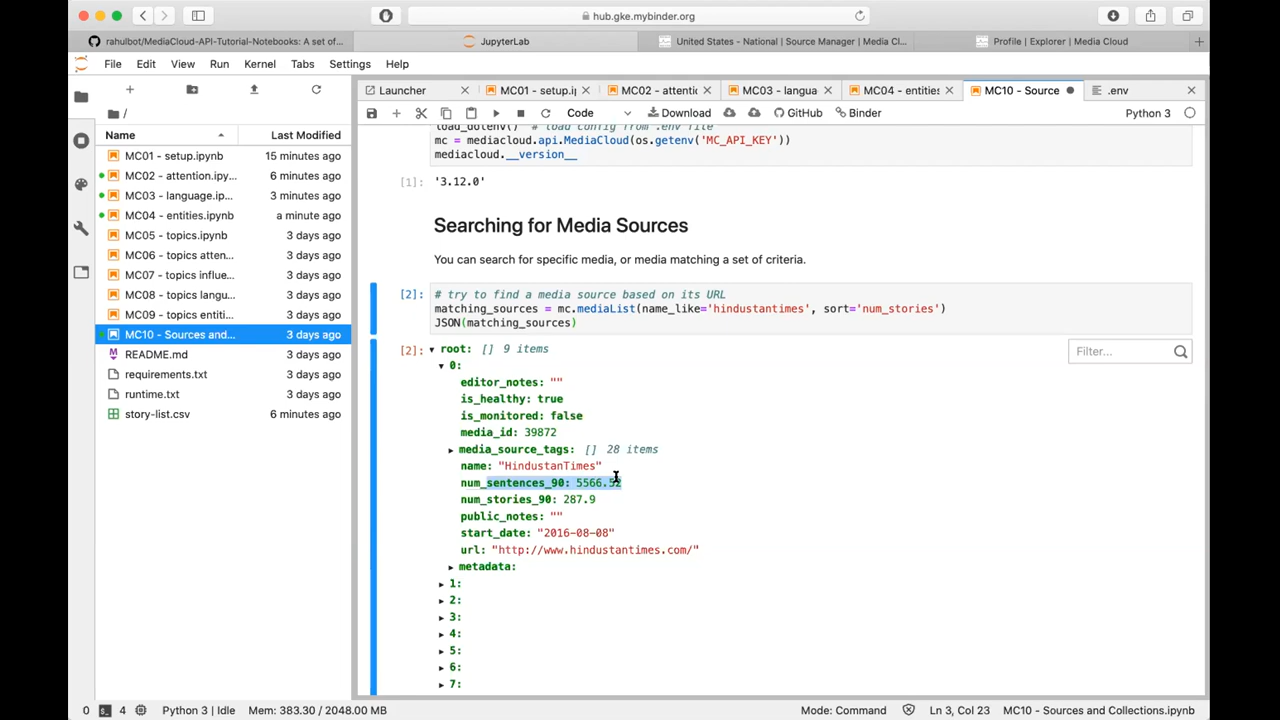 hub.gke.mybinder.org
rahulbot/MediaCloud-API-Tutorial-Notebooks: A set of...
JupyterLab
United States - National | Source Manager | Media Cl...
Profile | Explorer | Media Cloud
File Edit View Run Kernel Tabs Settings Help
Launcher
MC01 - setup.ij
MC02 - attentic
MC03 - langua
MC04 - entities
MC10 - Source
.env
/
Code
Download
GitHub
Binder
Python 3
Name Last Modified
MC01 - setup.ipynb 15 minutes ago
MC02 - attention.ipy... 6 minutes ago
MC03 - language.ip... 3 minutes ago
MC04 - entities.ipynb a minute ago
MC05 - topics.ipynb 3 days ago
MC06 - topics atten... 3 days ago
MC07 - topics influe... 3 days ago
MC08 - topics langu... 3 days ago
MC09 - topics entiti... 3 days ago
MC10 - Sources and... 3 days ago
README.md 3 days ago
requirements.txt 3 days ago
runtime.txt 3 days ago
story-list.csv 6 minutes ago
load_dotenv() # load config from .env file
mc = mediacloud.api.MediaCloud(os.getenv('MC_API_KEY'))
mediacloud.__version__
[1]: '3.12.0'
Searching for Media Sources
You can search for specific media, or media matching a set of criteria.
[2]: # try to find a media source based on its URL
matching_sources = mc.mediaList(name_like='hindustantimes', sort='num_stories')
JSON(matching_sources)
[2]: root: [] 9 items
Filter...
0:
editor_notes: ""
is_healthy: true
is_monitored: false
media_id: 39872
media_source_tags: [] 28 items
name: "HindustanTimes"
num_sentences_90: 5566.52
num_stories_90: 287.9
public_notes: ""
start_date: "2016-08-08"
url: "http://www.hindustantimes.com/"
metadata:
1:
2:
3:
4:
5:
6:
7:
0 4 Python 3 | Idle Mem: 383.30 / 2048.00 MB Mode: Command Ln 3, Col 23 MC10 - Sources and Collections.ipynb